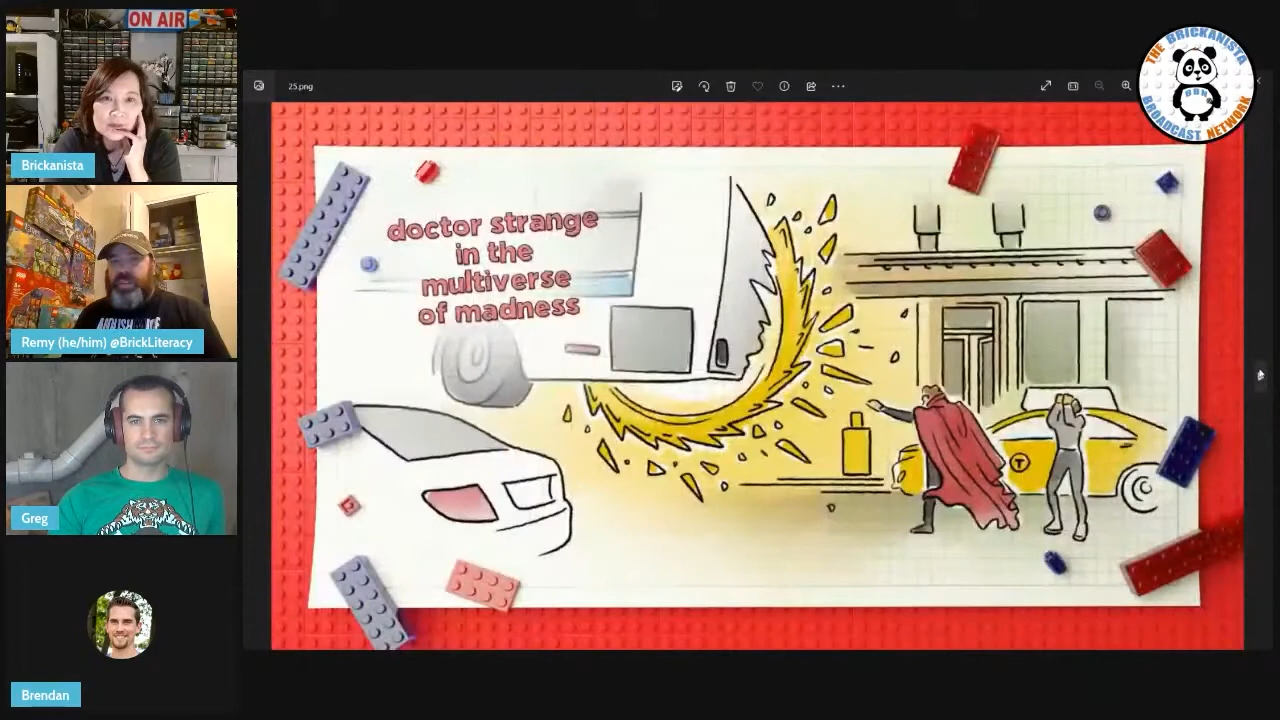 ON AIR
Brickanista
Remy (he/him) @BrickLiteracy
Greg
Brendan
25.png
doctor strange
in the
multiverse
of madness
T
THE BRICKANISTA
BBN
BROADCAST NETWORK